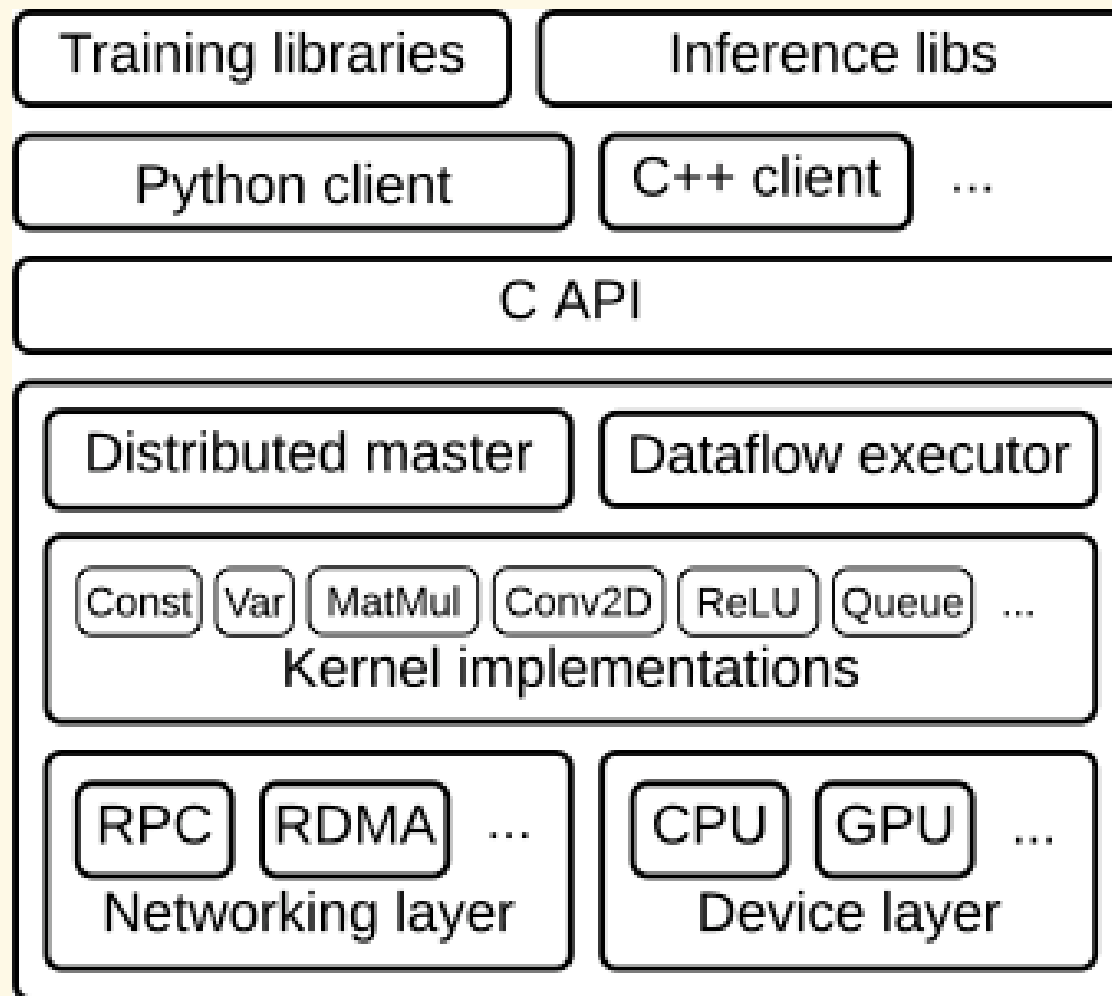 Training libraries Inference libs
Python client C++ client ...
C API
Distributed master Dataflow executor
Const Var MatMul Conv2D ReLU Queue ...
Kernel implementations
RPC RDMA ... CPU GPU ...
Networking layer Device layer